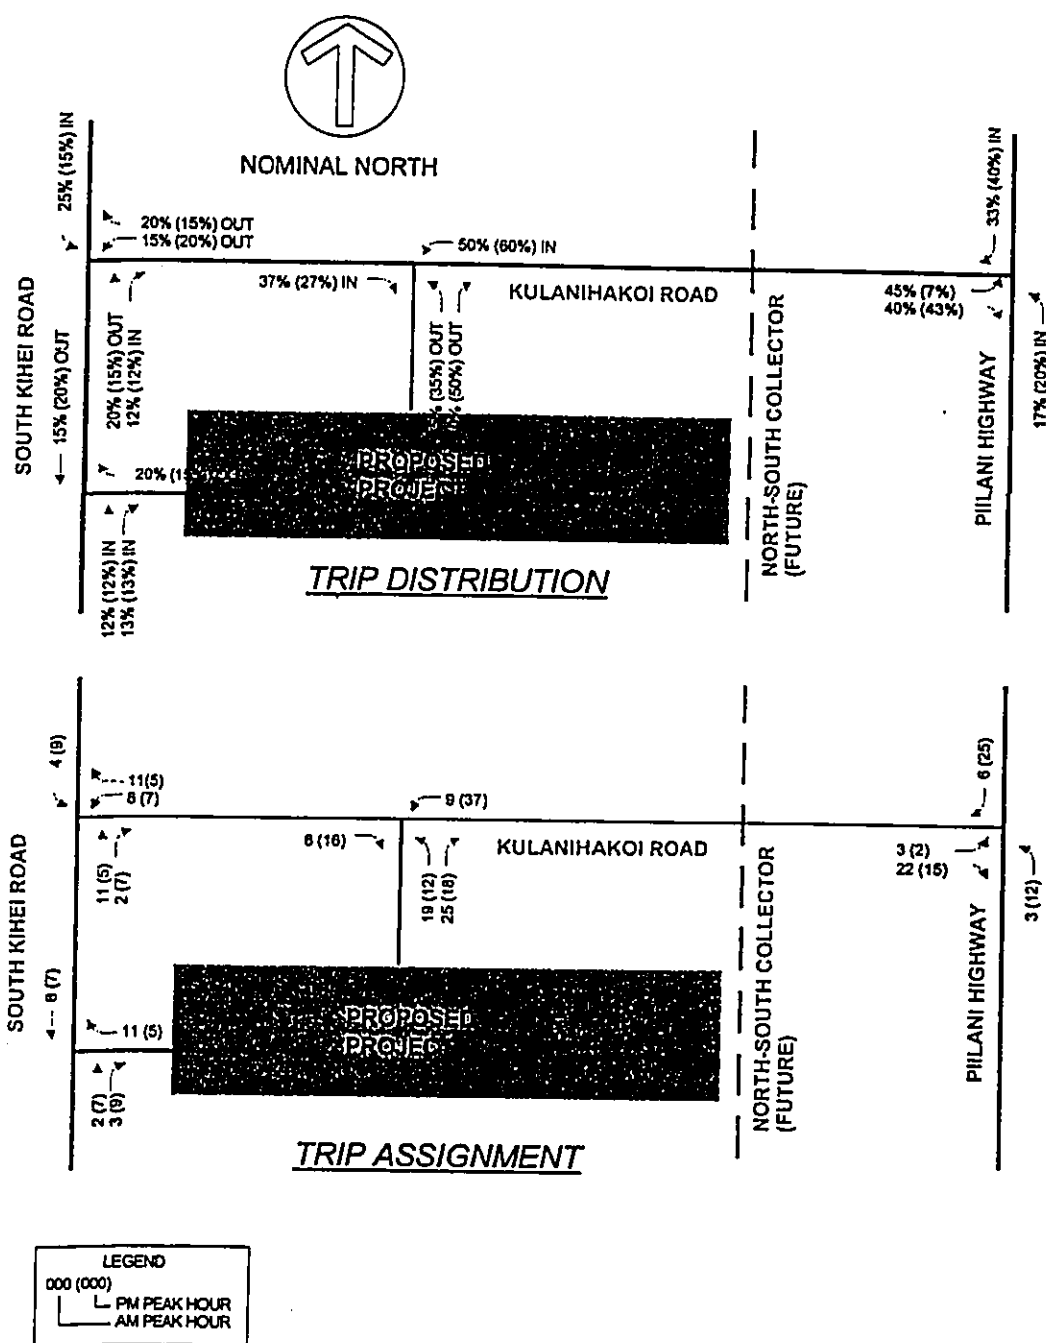 NOMINAL NORTH
25% (15%) IN
20% (15%) OUT
15% (20%) OUT
50% (60%) IN
33% (40%) IN
37% (27%) IN
KULANIHAKOI ROAD
45% (7%)
40% (43%)
SOUTH KIHEI ROAD
15% (20%) OUT
20% (15%) OUT
12% (12%) IN
(35%) OUT
(50%) OUT
17% (20%) IN
20%
PROPOSED
PROJECT
NORTH-SOUTH COLLECTOR
(FUTURE)
PIILANI HIGHWAY
12% (12%) IN
13% (13%) IN
TRIP DISTRIBUTION
4 (9)
11(5)
8 (7)
9 (37)
6 (25)
(16)
KULANIHAKOI ROAD
3 (2)
22 (15)
SOUTH KIHEI ROAD
8 (7)
11 (5)
2 (7)
19 (12)
25 (18)
3 (12)
11 (5)
PROPOSED
PROJEC
NORTH-SOUTH COLLECTOR
(FUTURE)
PIILANI HIGHWAY
2 (7)
3 (9)
TRIP ASSIGNMENT
LEGEND
000 (000)
PM PEAK HOUR
AM PEAK HOUR